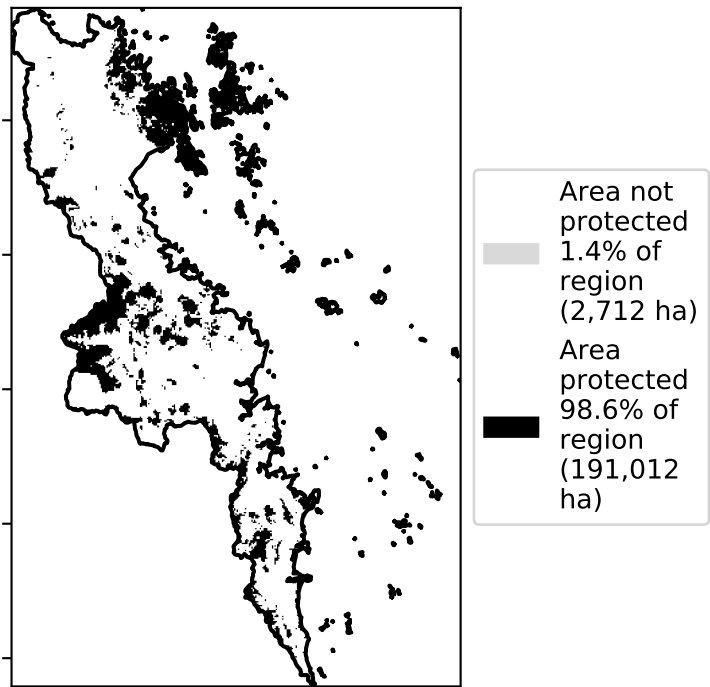 Area not
protected
1.4% of
region
(2,712 ha)
Area
protected
98.6% of
region
(191,012
ha)